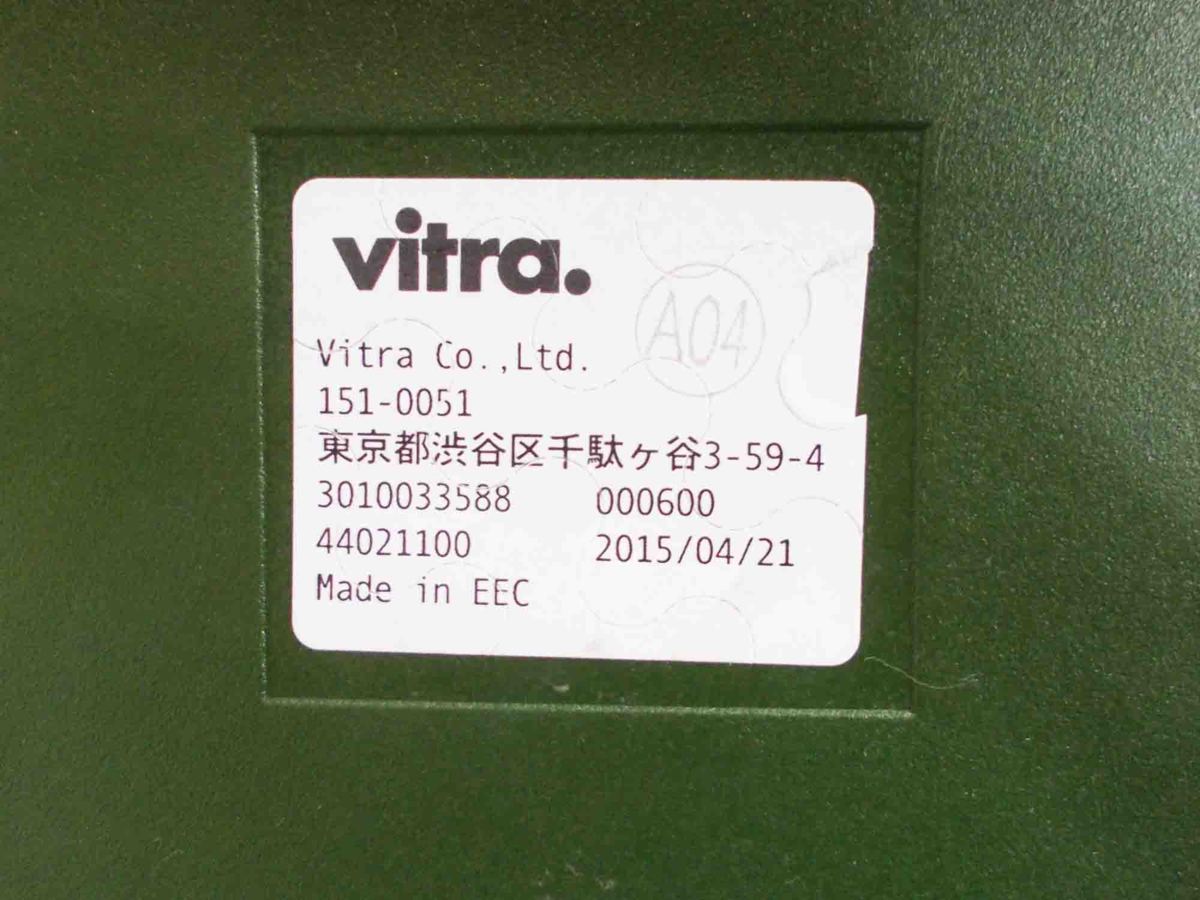 vitra.
A04
Vitra Co.,Ltd.
151-0051
東京都渋谷区千駄ヶ谷3-59-4
3010033588 000600
44021100 2015/04/21
Made in EEC